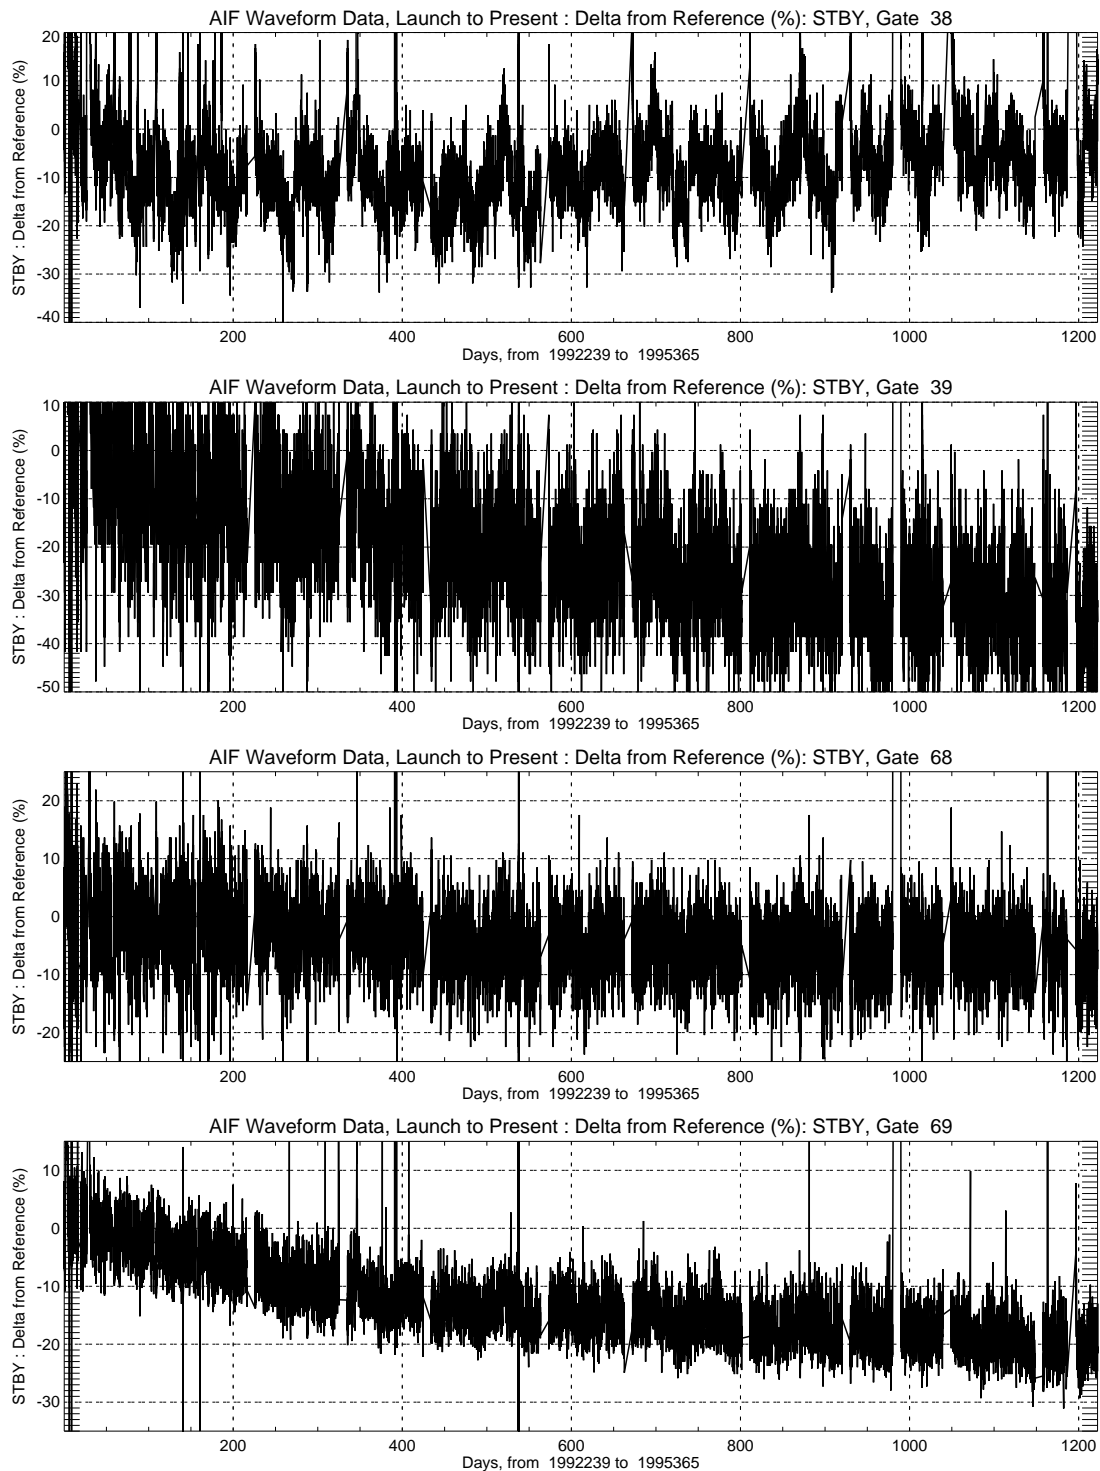 AIF Waveform Data, Launch to Present : Delta from Reference (%): STBY, Gate 38
STBY : Delta from Reference (%)
20
10
0
-10
-20
-30
-40
200 400 600 800 1000 1200
Days, from 1992239 to 1995365
AIF Waveform Data, Launch to Present : Delta from Reference (%): STBY, Gate 39
STBY : Delta from Reference (%)
10
0
-10
-20
-30
-40
-50
200 400 600 800 1000 1200
Days, from 1992239 to 1995365
AIF Waveform Data, Launch to Present : Delta from Reference (%): STBY, Gate 68
STBY : Delta from Reference (%)
20
10
0
-10
-20
200 400 600 800 1000 1200
Days, from 1992239 to 1995365
AIF Waveform Data, Launch to Present : Delta from Reference (%): STBY, Gate 69
STBY : Delta from Reference (%)
10
0
-10
-20
-30
200 400 600 800 1000 1200
Days, from 1992239 to 1995365